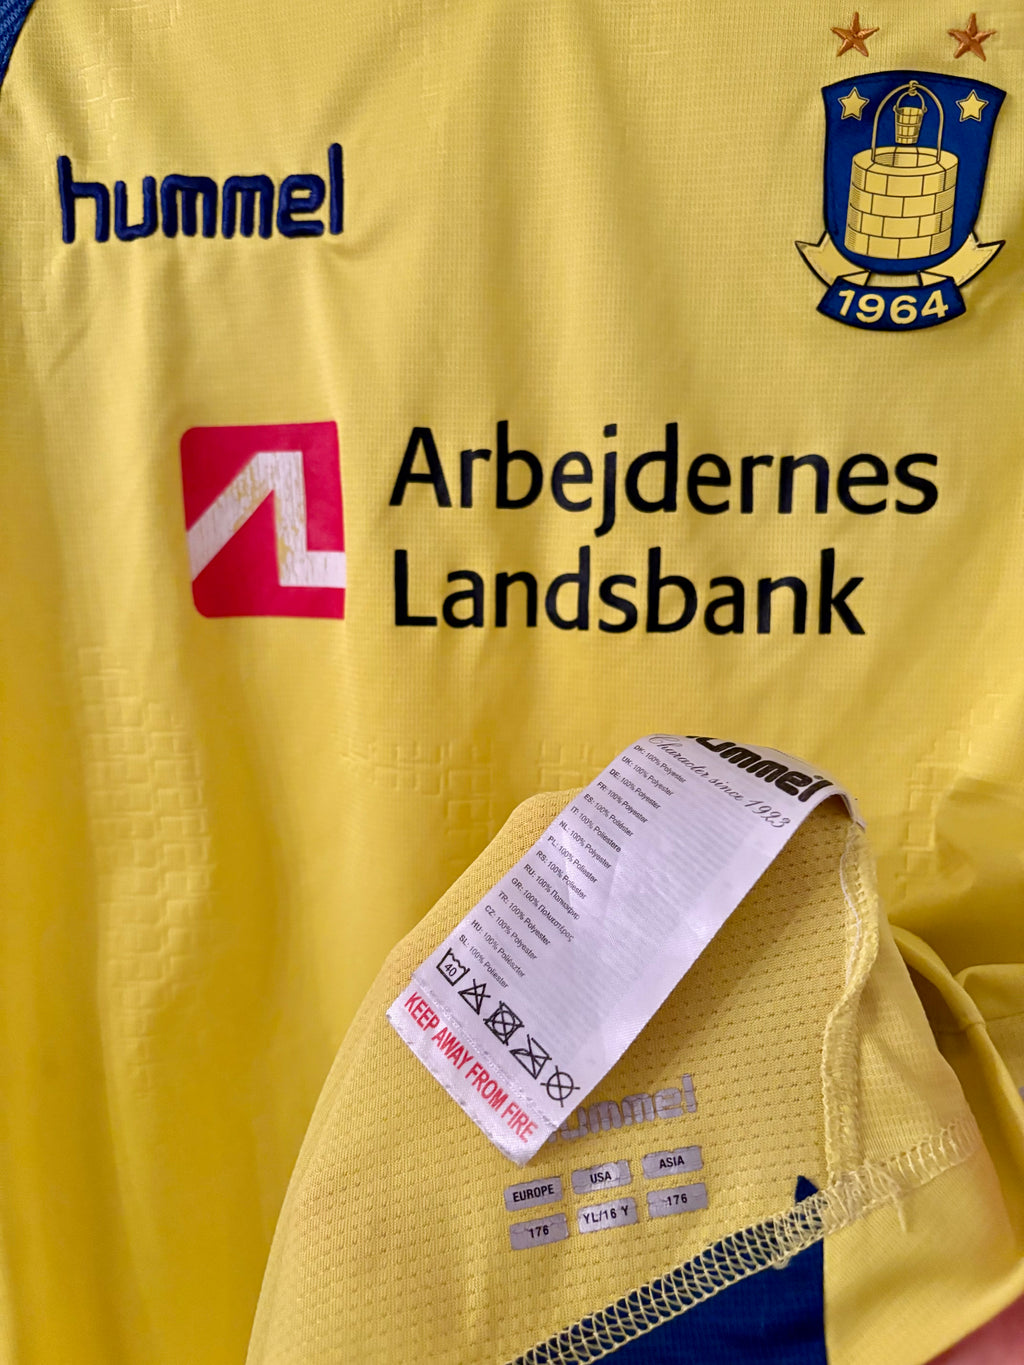 hummel
1964
Arbejdernes
Landsbank
hummel
Character since 1923
DK: 100% Polyester
UK: 100% Polyester
DE: 100% Polyester
FR: 100% Polyester
ES: 100% Poliéster
IT: 100% Poliestere
NL: 100% Polyester
PL: 100% Poliester
RS: 100% Poliester
RU: 100% Полиэфир
GR: 100% Πολυεστέρας
TR: 100% Polyester
CZ: 100% Polyester
HU: 100% Poliészter
SL: 100% Poliester
40
KEEP AWAY FROM FIRE
hummel
EUROPE USA ASIA
176 YL/16 Y 176